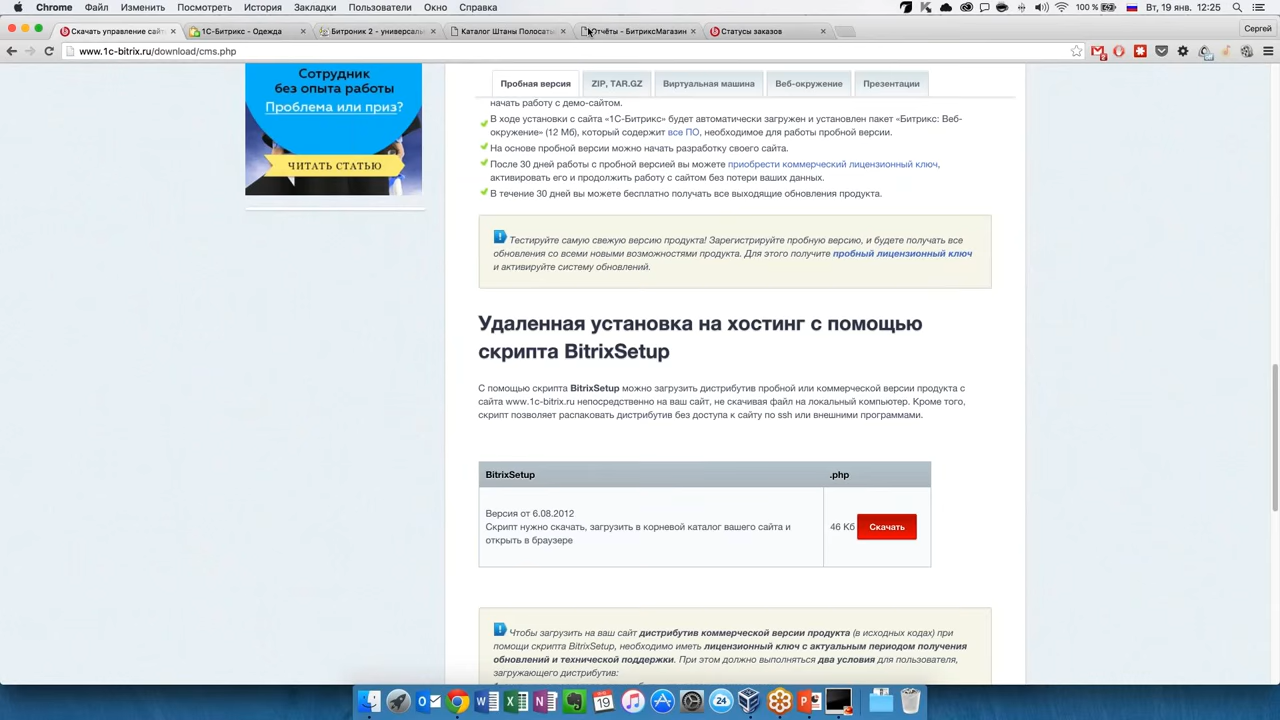 Chrome Файл Изменить Посмотреть История Закладки Пользователи Окно Справка 100 % Вт, 19 янв. 12:25
Скачать управление сайт 1С-Битрикс - Одежда Битроник 2 - универсаль Каталог Штаны Полосаты Отчёты - БитриксМагазин Статусы заказов Сергей
www.1c-bitrix.ru/download/cms.php
Сотрудник
без опыта работы
Проблема или приз?
ЧИТАТЬ СТАТЬЮ
Пробная версия ZIP, TAR.GZ Виртуальная машина Веб-окружение Презентации
начать работу с демо-сайтом.
В ходе установки с сайта «1С-Битрикс» будет автоматически загружен и установлен пакет «Битрикс: Веб-
окружение» (12 Мб), который содержит все ПО, необходимое для работы пробной версии.
На основе пробной версии можно начать разработку своего сайта.
После 30 дней работы с пробной версией вы можете приобрести коммерческий лицензионный ключ,
активировать его и продолжить работу с сайтом без потери ваших данных.
В течение 30 дней вы можете бесплатно получать все выходящие обновления продукта.
Тестируйте самую свежую версию продукта! Зарегистрируйте пробную версию, и будете получать все
обновления со всеми новыми возможностями продукта. Для этого получите пробный лицензионный ключ
и активируйте систему обновлений.
Удаленная установка на хостинг с помощью
скрипта BitrixSetup
С помощью скрипта BitrixSetup можно загрузить дистрибутив пробной или коммерческой версии продукта с
сайта www.1c-bitrix.ru непосредственно на ваш сайт, не скачивая файл на локальный компьютер. Кроме того,
скрипт позволяет распаковать дистрибутив без доступа к сайту по ssh или внешними программами.
BitrixSetup .php
Версия от 6.08.2012
Скрипт нужно скачать, загрузить в корневой каталог вашего сайта и
открыть в браузере
46 Кб Скачать
Чтобы загрузить на ваш сайт дистрибутив коммерческой версии продукта (в исходных кодах) при
помощи скрипта BitrixSetup, необходимо иметь лицензионный ключ с актуальным периодом получения
обновлений и технической поддержки. При этом должно выполняться два условия для пользователя,
загружающего дистрибутив:
19 24